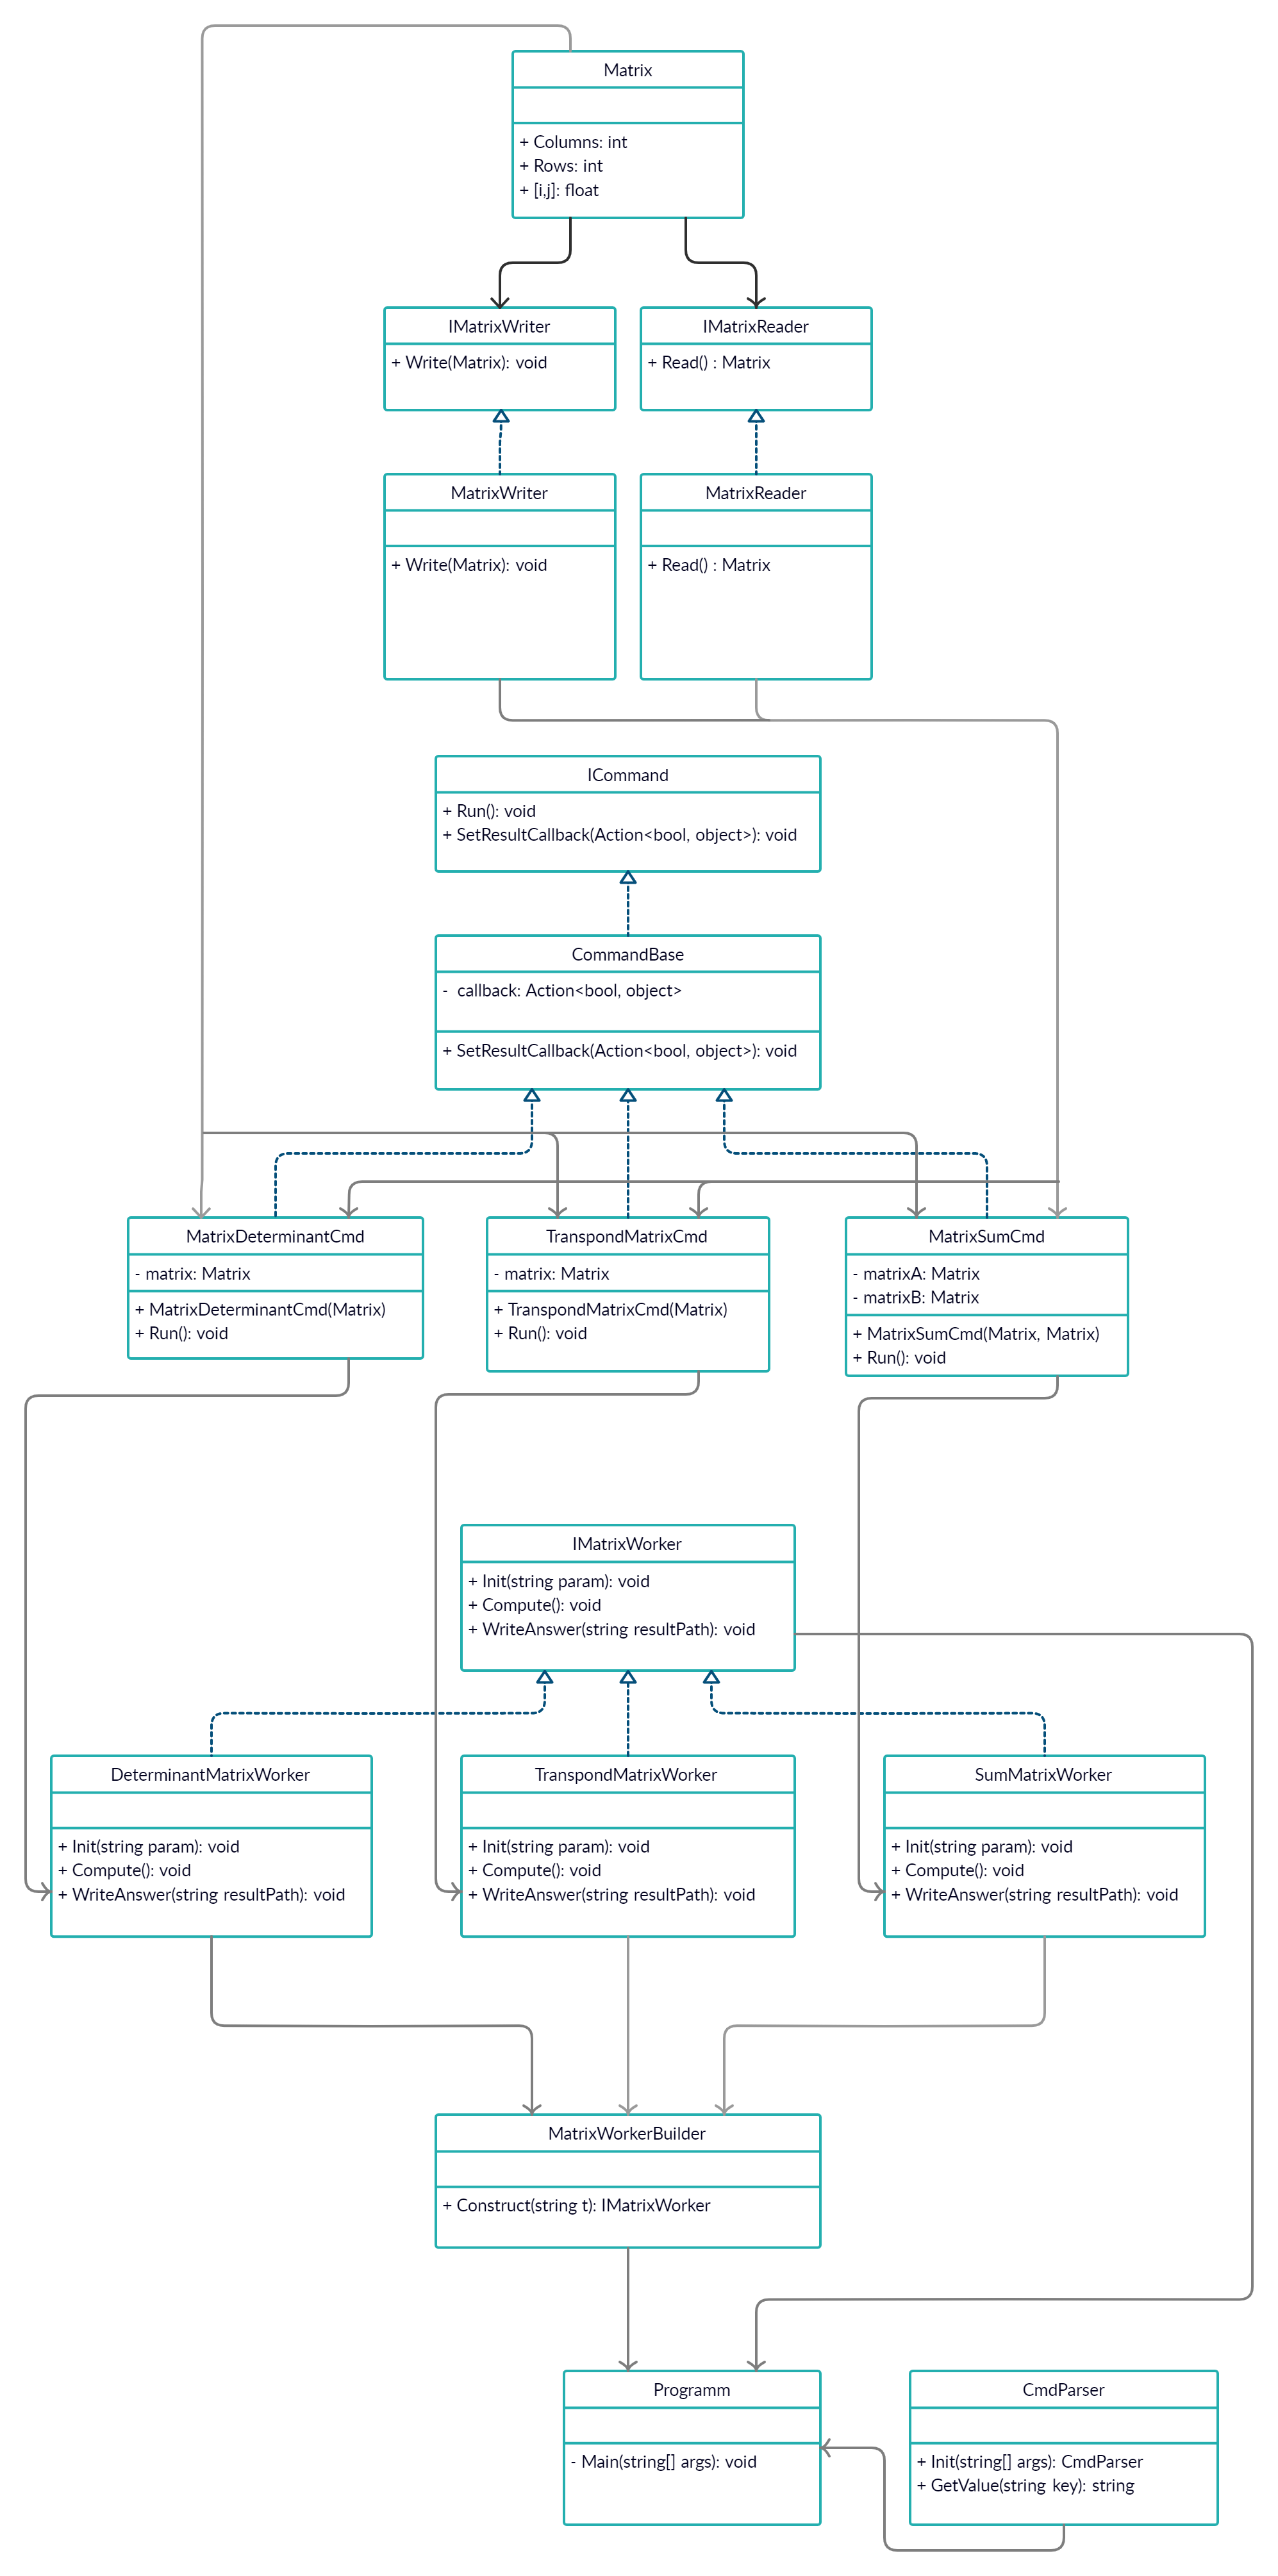 Matrix
+ Columns: int
+ Rows: int
+ [i,j]: float
IMatrixWriter
+ Write(Matrix): void
IMatrixReader
+ Read() : Matrix
MatrixWriter
+ Write(Matrix): void
MatrixReader
+ Read() : Matrix
ICommand
+ Run(): void
+ SetResultCallback(Action<bool, object>): void
CommandBase
- callback: Action<bool, object>
+ SetResultCallback(Action<bool, object>): void
MatrixDeterminantCmd
- matrix: Matrix
+ MatrixDeterminantCmd(Matrix)
+ Run(): void
TranspondMatrixCmd
- matrix: Matrix
+ TranspondMatrixCmd(Matrix)
+ Run(): void
MatrixSumCmd
- matrixA: Matrix
- matrixB: Matrix
+ MatrixSumCmd(Matrix, Matrix)
+ Run(): void
IMatrixWorker
+ Init(string param): void
+ Compute(): void
+ WriteAnswer(string resultPath): void
DeterminantMatrixWorker
+ Init(string param): void
+ Compute(): void
+ WriteAnswer(string resultPath): void
TranspondMatrixWorker
+ Init(string param): void
+ Compute(): void
+ WriteAnswer(string resultPath): void
SumMatrixWorker
+ Init(string param): void
+ Compute(): void
+ WriteAnswer(string resultPath): void
MatrixWorkerBuilder
+ Construct(string t): IMatrixWorker
Programm
- Main(string[] args): void
CmdParser
+ Init(string[] args): CmdParser
+ GetValue(string key): string